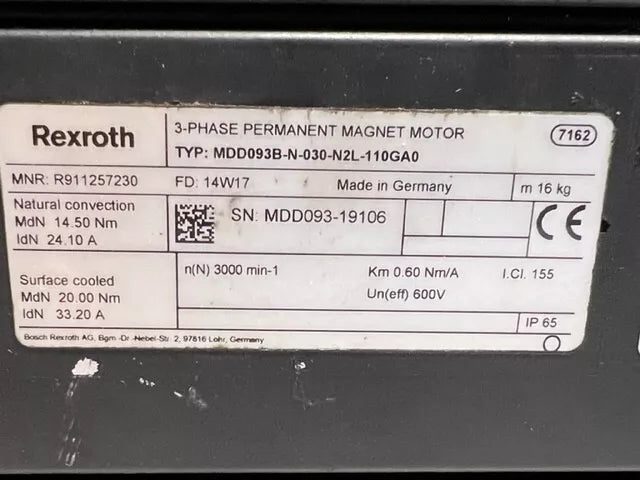 Rexroth
3-PHASE PERMANENT MAGNET MOTOR
7162
TYP: MDD093B-N-030-N2L-110GA0
MNR: R911257230
FD: 14W17
Made in Germany
m 16 kg
Natural convection
MdN 14.50 Nm
IdN 24.10 A
SN: MDD093-19106
CE
Surface cooled
MdN 20.00 Nm
IdN 33.20 A
n(N) 3000 min-1
Km 0.60 Nm/A
I.Cl. 155
Un(eff) 600V
IP 65
Bosch Rexroth AG, Bgm -Dr -Nebel-Str. 2, 97816 Lohr, Germany